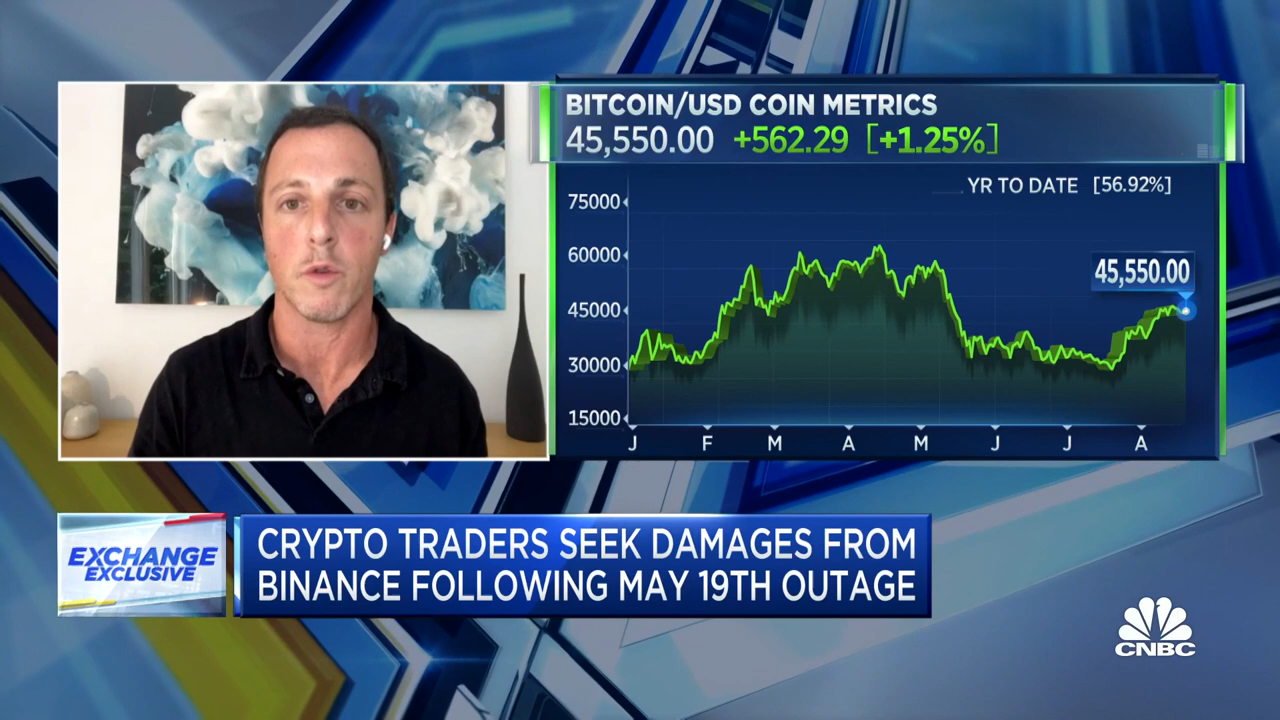 BITCOIN/USD COIN METRICS
45,550.00 +562.29 [+1.25%]
YR TO DATE [56.92%]
75000
60000
45000
30000
15000
45,550.00
J F M A M J J A
EXCHANGE
EXCLUSIVE
CRYPTO TRADERS SEEK DAMAGES FROM
BINANCE FOLLOWING MAY 19TH OUTAGE
CNBC